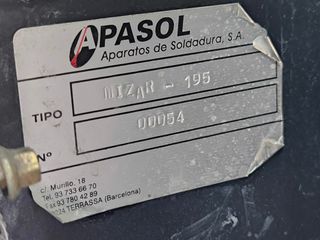 APASOL
Aparatos de Soldadura, S.A.
TIPO MIZAR - 195
Nº 00054
c/ Murillo, 18
Tel. 93 733 66 70
Fax 93 780 42 89
TERRASSA (Barcelona)